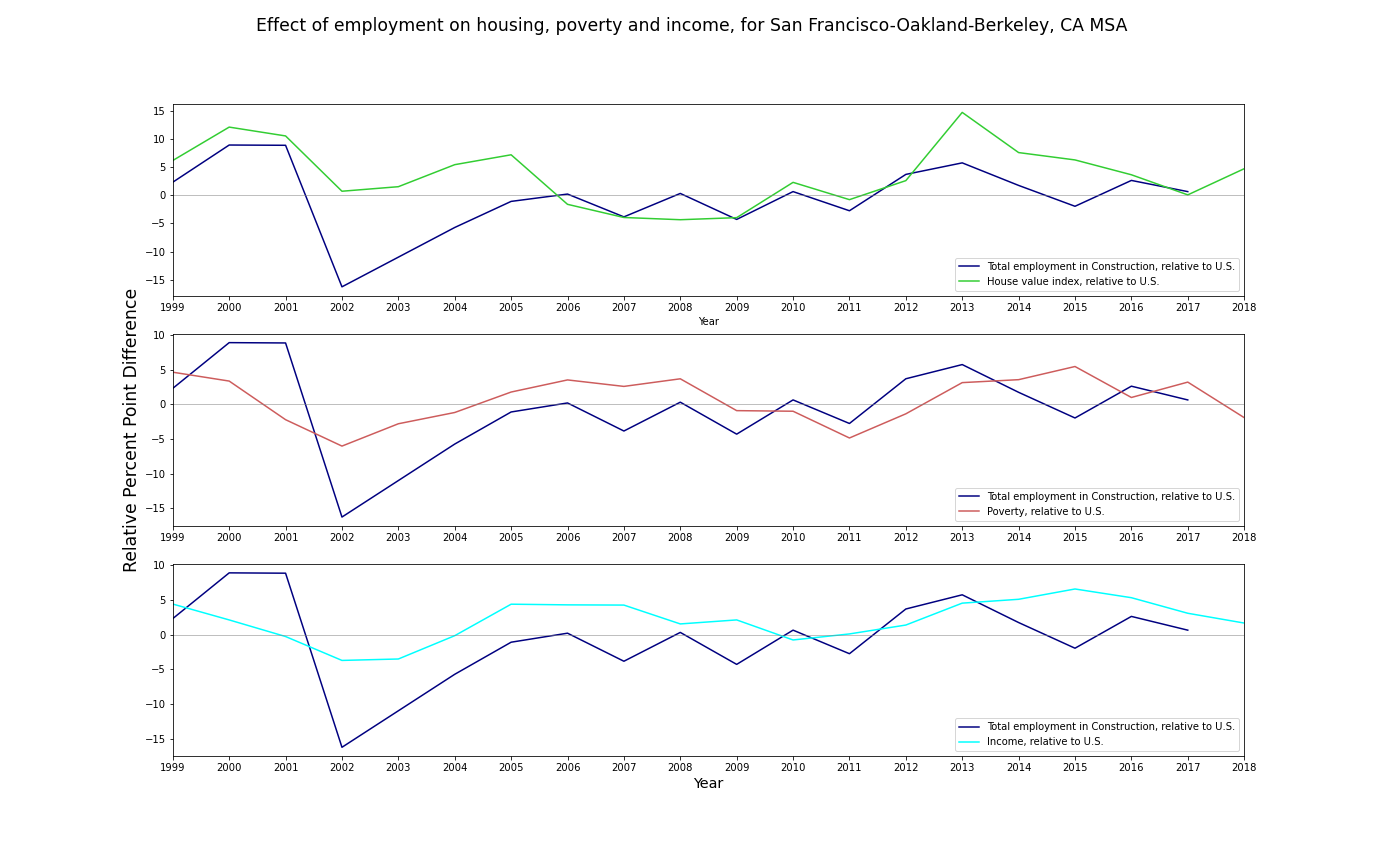 Effect of employment on housing, poverty and income, for San Francisco-Oakland-Berkeley, CA MSA
Relative Percent Point Difference
15
10
5
0
−5
−10
−15
Total employment in Construction, relative to U.S.
House value index, relative to U.S.
1999 2000 2001 2002 2003 2004 2005 2006 2007 2008 2009 2010 2011 2012 2013 2014 2015 2016 2017 2018
Year
10
5
0
−5
−10
−15
Total employment in Construction, relative to U.S.
Poverty, relative to U.S.
1999 2000 2001 2002 2003 2004 2005 2006 2007 2008 2009 2010 2011 2012 2013 2014 2015 2016 2017 2018
10
5
0
−5
−10
−15
Total employment in Construction, relative to U.S.
Income, relative to U.S.
1999 2000 2001 2002 2003 2004 2005 2006 2007 2008 2009 2010 2011 2012 2013 2014 2015 2016 2017 2018
Year